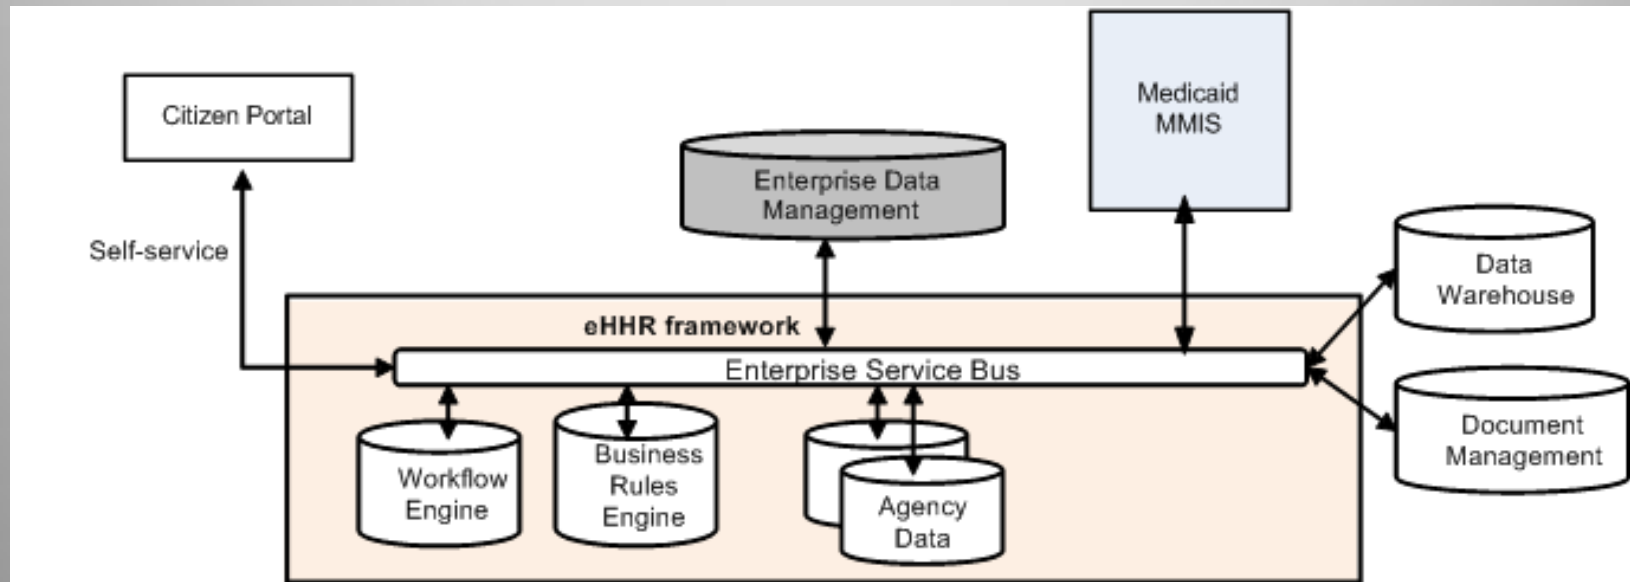 Citizen Portal
Medicaid
MMIS
Enterprise Data
Management
Self-service
Data
Warehouse
eHHR framework
Enterprise Service Bus
Workflow
Engine
Business
Rules
Engine
Agency
Data
Document
Management